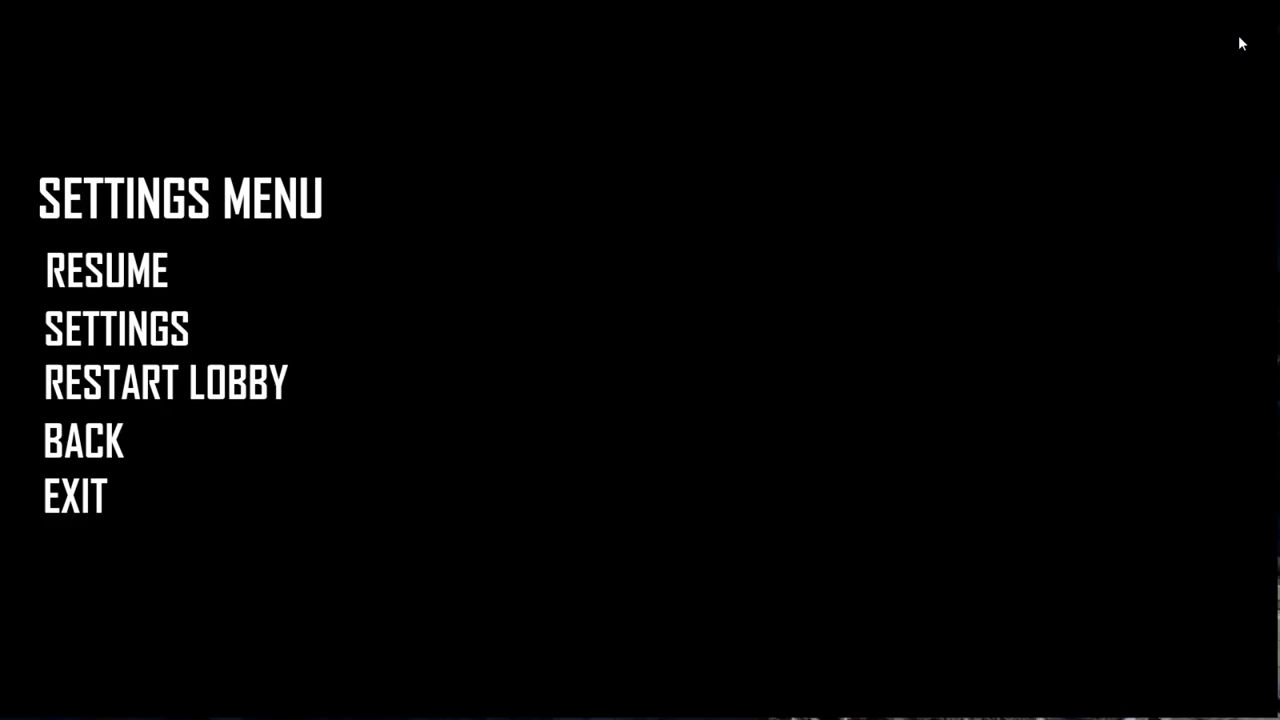 SETTINGS MENU
RESUME
SETTINGS
RESTART LOBBY
BACK
EXIT